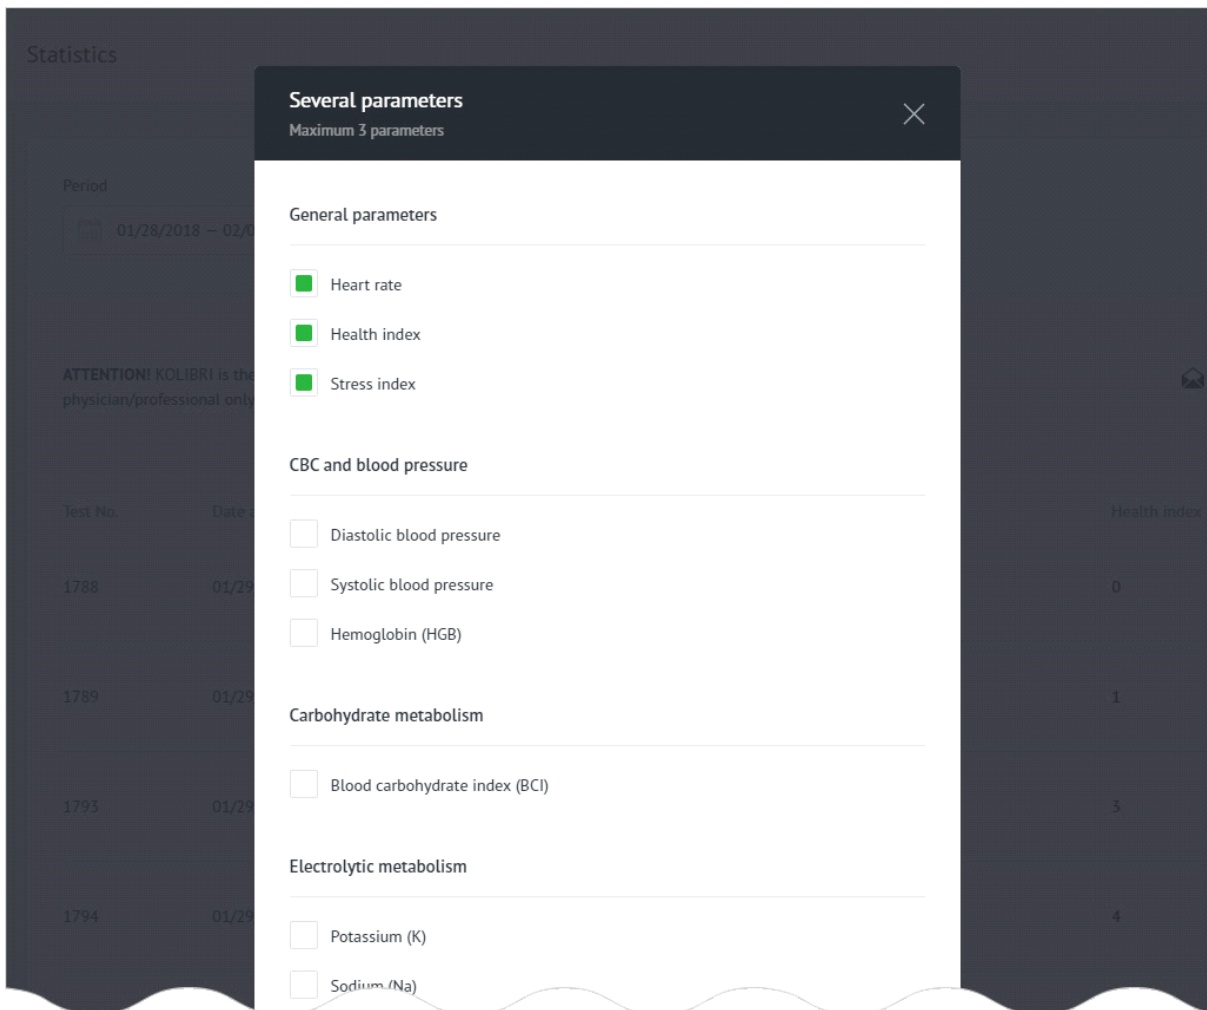 Statistics
Several parameters
Maximum 3 parameters
Period
01/28/2018 — 02/0
General parameters
Heart rate
Health index
Stress index
ATTENTION! KOLIBRI is the
physician/professional only
CBC and blood pressure
Test No.
Date
Health index
Diastolic blood pressure
1788
01/29
0
Systolic blood pressure
Hemoglobin (HGB)
1789
01/29
1
Carbohydrate metabolism
Blood carbohydrate index (BCI)
1793
01/29
3
Electrolytic metabolism
1794
01/29
4
Potassium (K)
Sodium (Na)